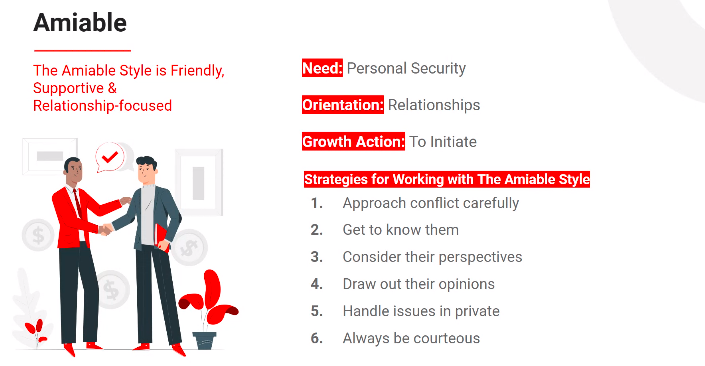 Amiable
The Amiable Style is Friendly,
Supportive &
Relationship-focused
Need: Personal Security
Orientation: Relationships
Growth Action: To Initiate
Strategies for Working with The Amiable Style
1. Approach conflict carefully
2. Get to know them
3. Consider their perspectives
4. Draw out their opinions
5. Handle issues in private
6. Always be courteous
$
$
$